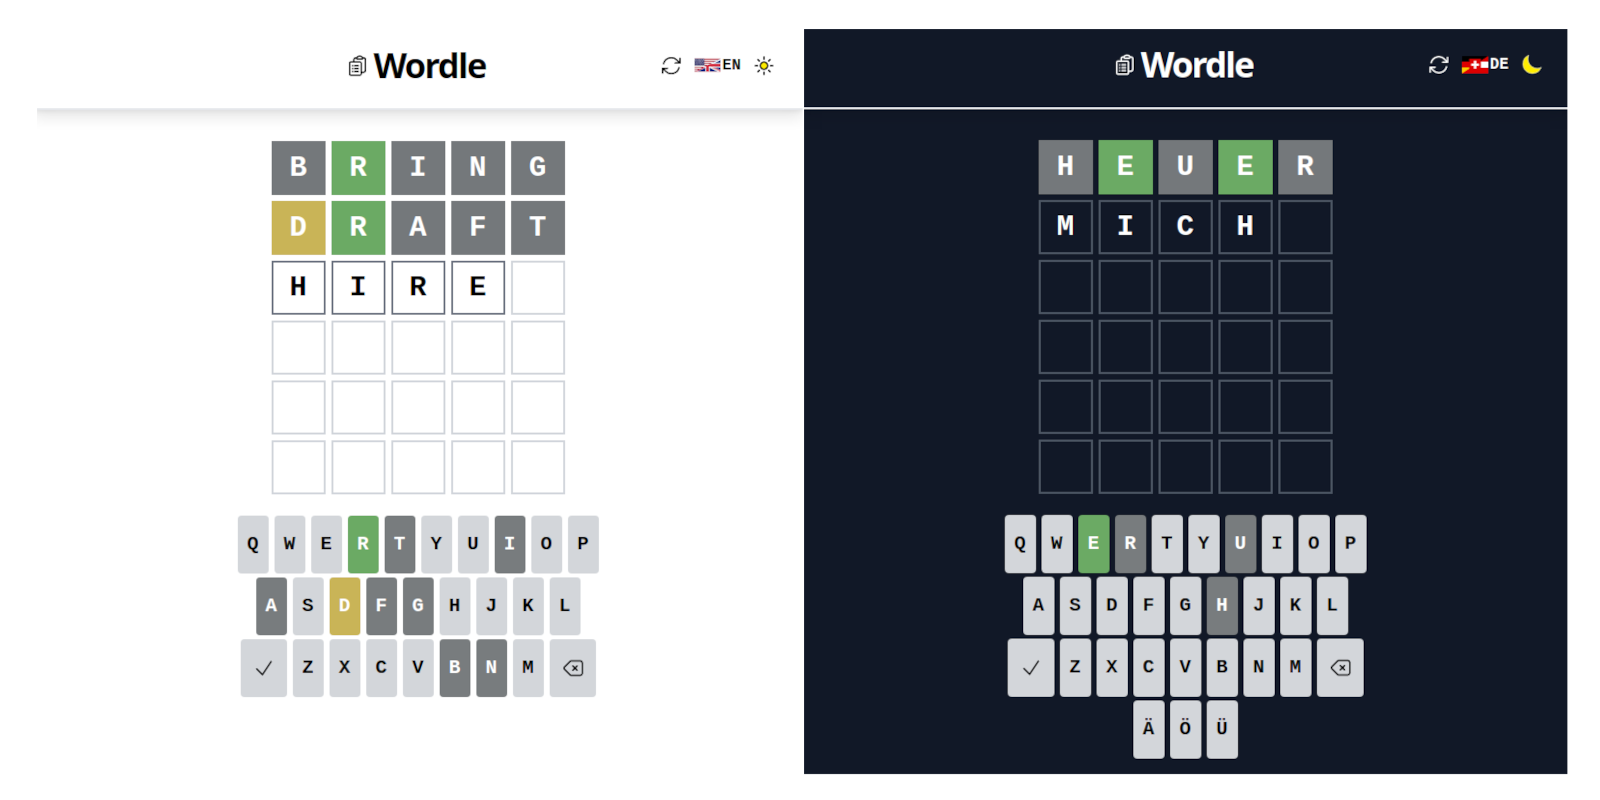 Wordle
EN
B R I N G
D R A F T
H I R E
Q W E R T Y U I O P
A S D F G H J K L
Z X C V B N M
Wordle
DE
H E U E R
M I C H
Q W E R T Y U I O P
A S D F G H J K L
Z X C V B N M
Ä Ö Ü